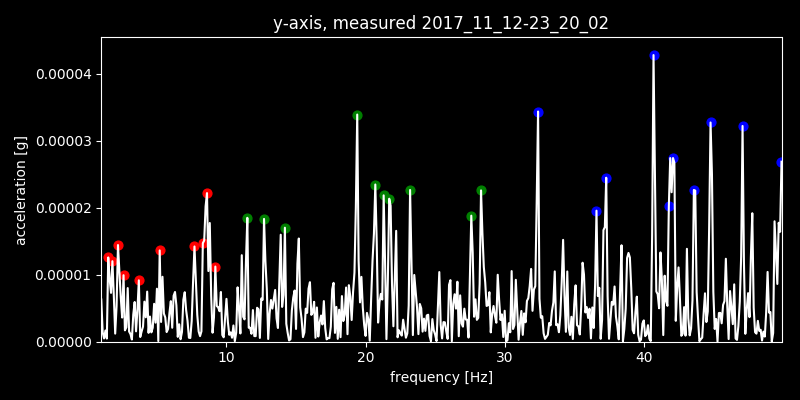 y-axis, measured 2017_11_12-23_20_02
0.00004
0.00003
0.00002
0.00001
0.00000
acceleration [g]
10 20 30 40
frequency [Hz]